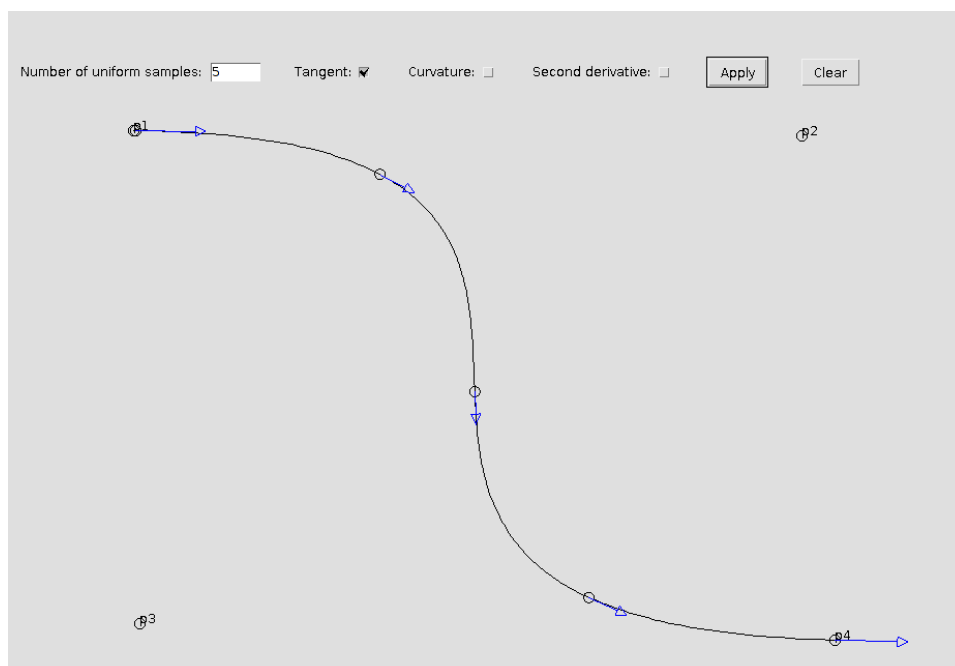 Number of uniform samples: 5 Tangent: Curvature: Second derivative: Apply Clear
p1
p2
p3
p4